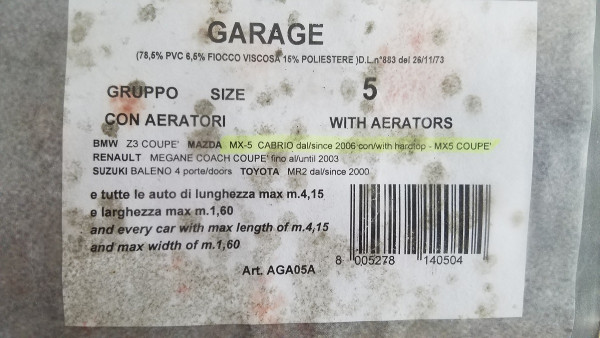 GARAGE
(78,5% PVC 6,5% FIOCCO VISCOSA 15% POLIESTERE )D.L.n°883 del 26/11/73
GRUPPO SIZE 5
CON AERATORI WITH AERATORS
BMW Z3 COUPE' MAZDA MX-5 CABRIO dal/since 2006 con/with hardtop - MX5 COUPE'
RENAULT MEGANE COACH COUPE' fino al/until 2003
SUZUKI BALENO 4 porte/doors TOYOTA MR2 dal/since 2000
e tutte le auto di lunghezza max m.4,15
e larghezza max m.1,60
and every car with max length of m.4,15
and max width of m.1,60
Art. AGA05A
8 005278 140504